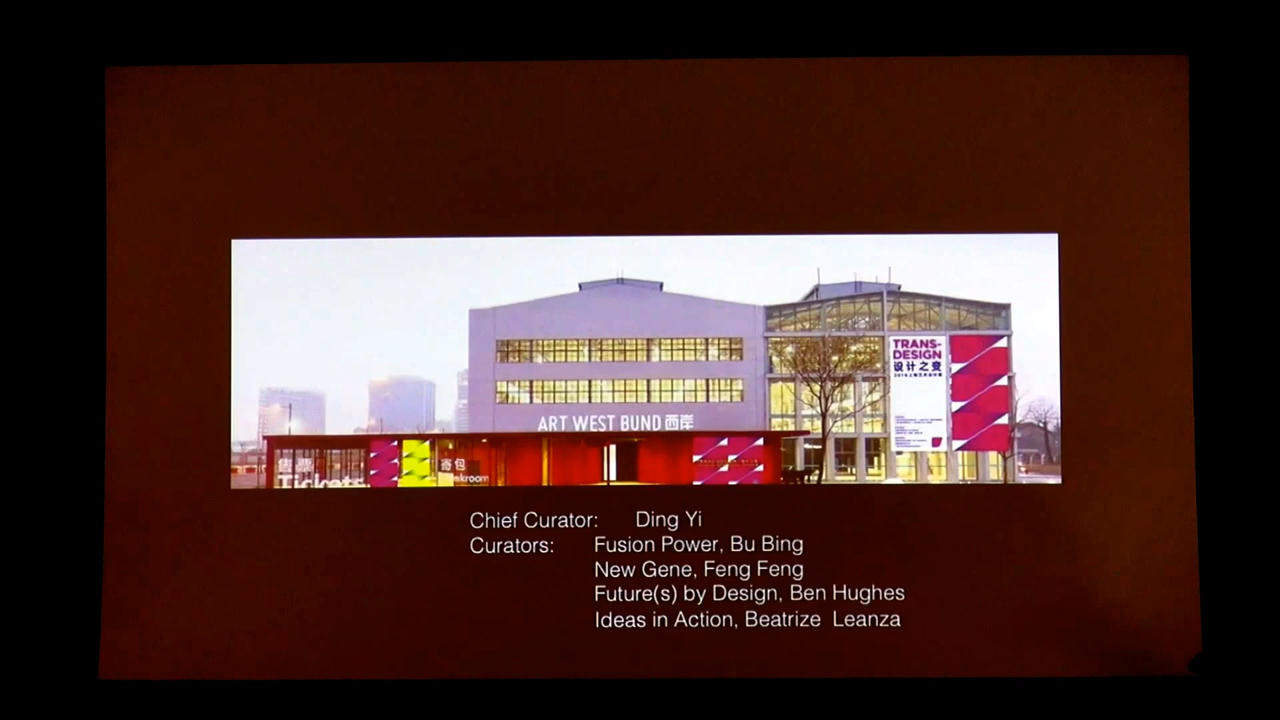 TRANS-
DESIGN
设计之变
ART WEST BUND 西岸
售票
Tickets
寄包
Chief Curator: Ding Yi
Curators: Fusion Power, Bu Bing
New Gene, Feng Feng
Future(s) by Design, Ben Hughes
Ideas in Action, Beatrize Leanza